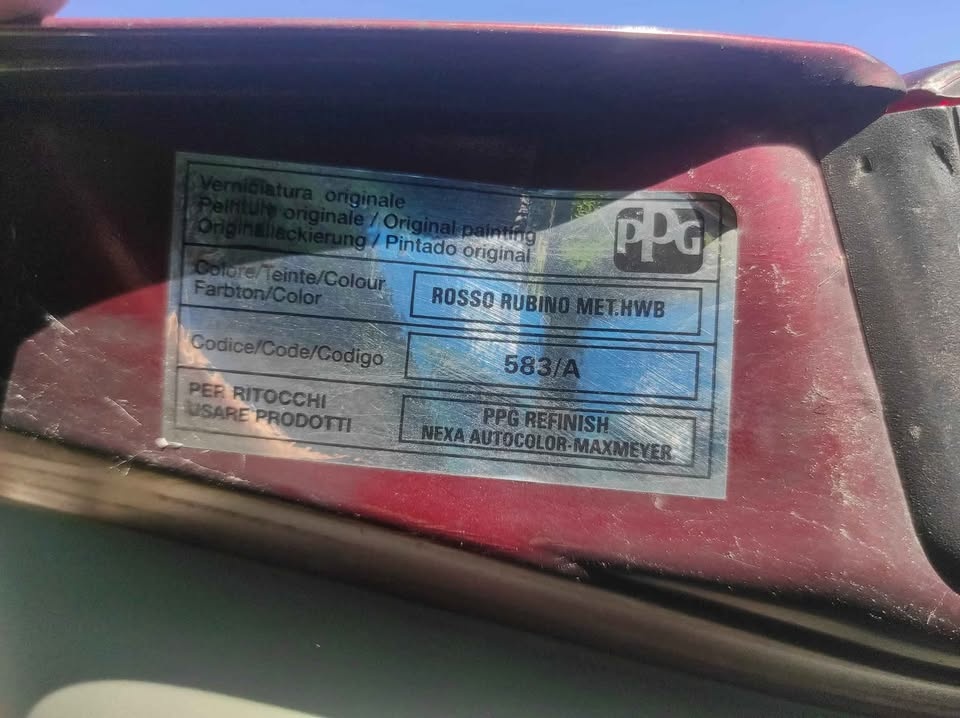 Verniciatura originale
Peinture originale / Original painting
Originallackierung / Pintado original
PPG
Colore/Teinte/Colour
Farbton/Color
ROSSO RUBINO MET.HWB
Codice/Code/Codigo
583/A
PER RITOCCHI
USARE PRODOTTI
PPG REFINISH
NEXA AUTOCOLOR-MAXMEYER